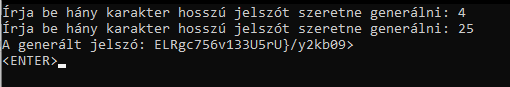 Írja be hány karakter hosszú jelszót szeretne generálni: 4
Írja be hány karakter hosszú jelszót szeretne generálni: 25
A generált jelszó: ELRgc756v133U5rU}/y2kb09>
<ENTER>